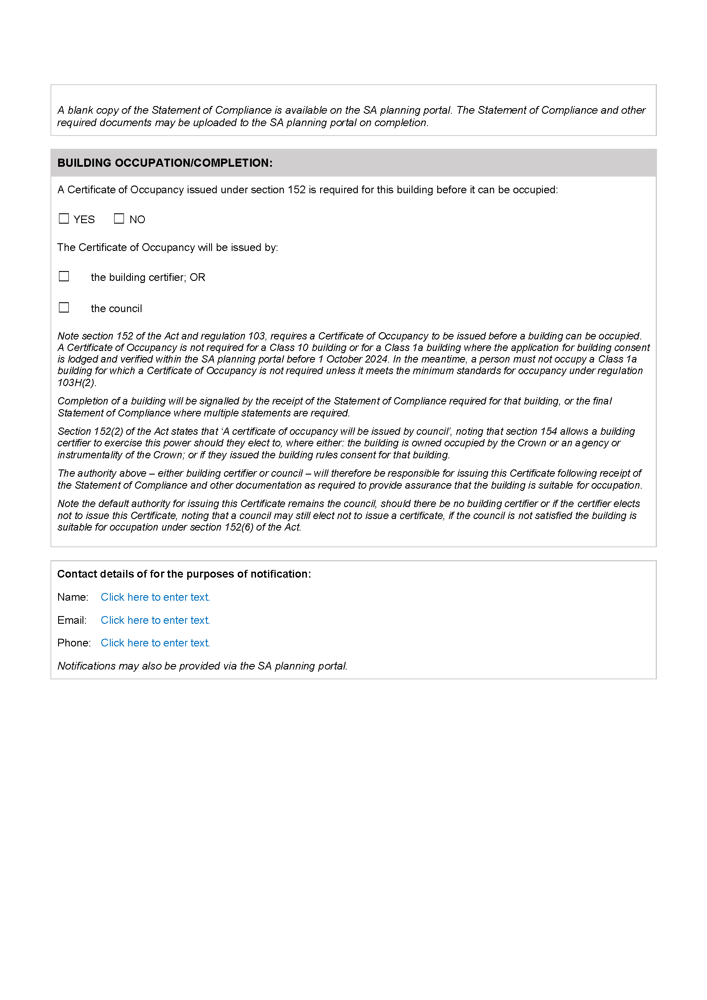 A blank copy of the Statement of Compliance is available on the SA planning portal. The Statement of Compliance and other
required documents may be uploaded to the SA planning portal on completion.
BUILDING OCCUPATION/COMPLETION:
A Certificate of Occupancy issued under section 152 is required for this building before it can be occupied:
☐ YES ☐ NO
The Certificate of Occupancy will be issued by:
☐ the building certifier; OR
☐ the council
Note section 152 of the Act and regulation 103, requires a Certificate of Occupancy to be issued before a building can be occupied.
A Certificate of Occupancy is not required for a Class 10 building or for a Class 1a building where the application for building consent
is lodged and verified within the SA planning portal before 1 October 2024. In the meantime, a person must not occupy a Class 1a
building for which a Certificate of Occupancy is not required unless it meets the minimum standards for occupancy under regulation
103H(2).
Completion of a building will be signalled by the receipt of the Statement of Compliance required for that building, or the final
Statement of Compliance where multiple statements are required.
Section 152(2) of the Act states that ‘A certificate of occupancy will be issued by council’, noting that section 154 allows a building
certifier to exercise this power should they elect to, where either: the building is owned occupied by the Crown or an agency or
instrumentality of the Crown; or if they issued the building rules consent for that building.
The authority above – either building certifier or council – will therefore be responsible for issuing this Certificate following receipt of
the Statement of Compliance and other documentation as required to provide assurance that the building is suitable for occupation.
Note the default authority for issuing this Certificate remains the council, should there be no building certifier or if the certifier elects
not to issue this Certificate, noting that a council may still elect not to issue a certificate, if the council is not satisfied the building is
suitable for occupation under section 152(6) of the Act.
Contact details of for the purposes of notification:
Name: Click here to enter text.
Email: Click here to enter text.
Phone: Click here to enter text.
Notifications may also be provided via the SA planning portal.